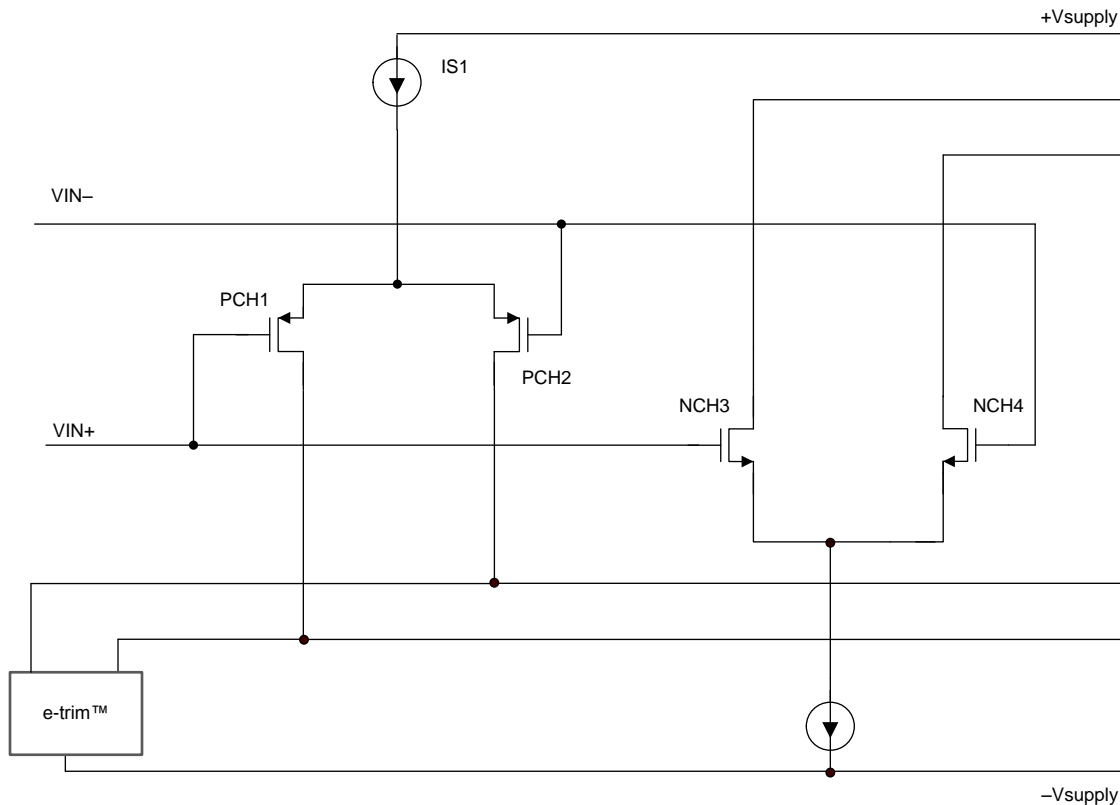 +Vsupply
IS1
VIN–
PCH1
PCH2
NCH3
NCH4
VIN+
e-trim™
–Vsupply